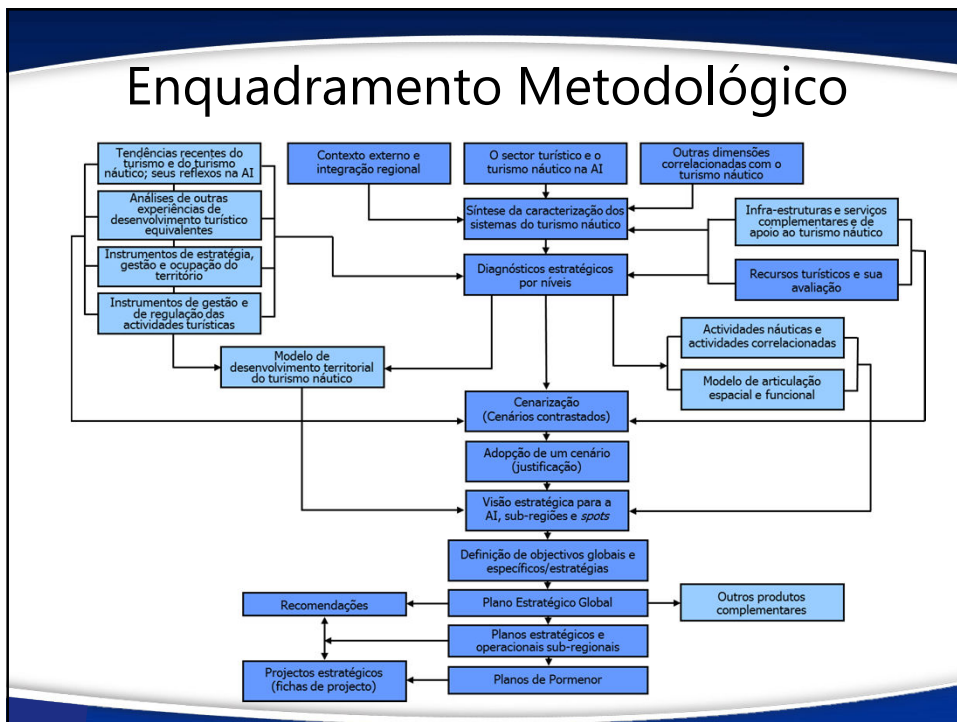 Enquadramento Metodológico
Tendências recentes do
turismo e do turismo
náutico; seus reflexos na AI
Contexto externo e
integração regional
O sector turístico e o
turismo náutico na AI
Outras dimensões
correlacionadas com o
turismo náutico
Análises de outras
experiências de
desenvolvimento turístico
equivalentes
Síntese da caracterização dos
sistemas do turismo náutico
Infra-estruturas e serviços
complementares e de
apoio ao turismo náutico
Instrumentos de estratégia,
gestão e ocupação do
território
Diagnósticos estratégicos
por níveis
Recursos turísticos e sua
avaliação
Instrumentos de gestão e
de regulação das
actividades turísticas
Modelo de
desenvolvimento territorial
do turismo náutico
Actividades náuticas e
actividades correlacionadas
Modelo de articulação
espacial e funcional
Cenarização
(Cenários contrastados)
Adopção de um cenário
(justificação)
Visão estratégica para a
AI, sub-regiões e spots
Definição de objectivos globais e
específicos/estratégias
Recomendações
Plano Estratégico Global
Outros produtos
complementares
Planos estratégicos e
operacionais sub-regionais
Projectos estratégicos
(fichas de projecto)
Planos de Pormenor